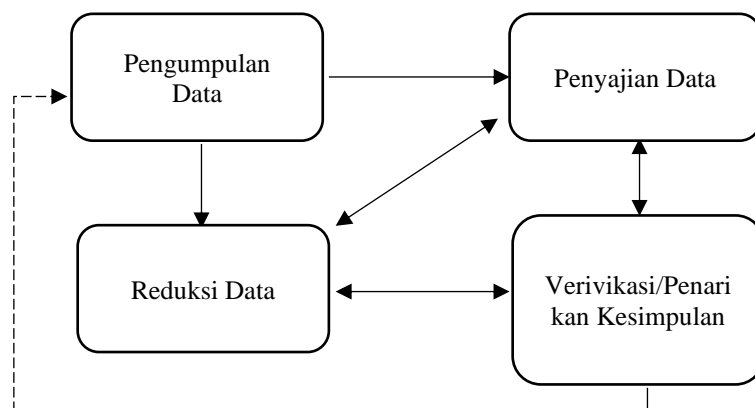 Pengumpulan
Data
Penyajian Data
Reduksi Data
Verivikasi/Penari
kan Kesimpulan